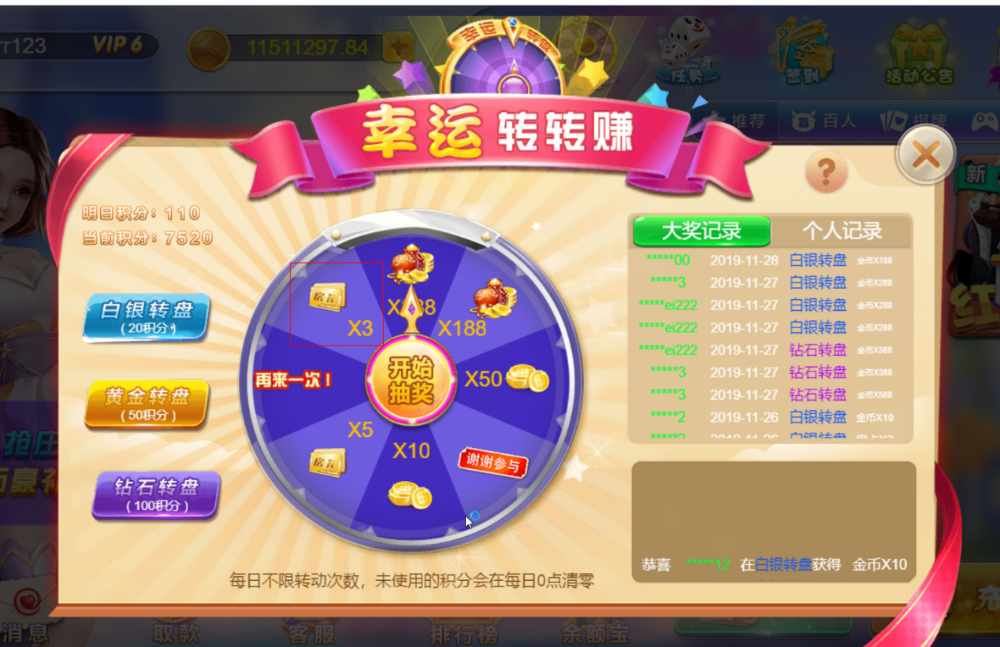 rr123
VIP 6
11511297.84
幸运转盘
任务
签到
活动公告
幸运转转赚
推荐
百人
棋牌
?
新
明日积分：110
当前积分：7520
白银转盘
(20积分)
黄金转盘
(50积分)
钻石转盘
(100积分)
房卡
X3
X288
X188
X50
再来一次！
开始
抽奖
X5
房卡
X10
谢谢参与
每日不限转动次数，未使用的积分会在每日0点清零
大奖记录
个人记录
*****00 2019-11-28 白银转盘 金币X188
*****3 2019-11-27 白银转盘 金币X288
*****ei222 2019-11-27 白银转盘 金币X288
*****ei222 2019-11-27 白银转盘 金币X288
*****ei222 2019-11-27 钻石转盘 金币X588
*****3 2019-11-27 钻石转盘 金币X388
*****3 2019-11-27 钻石转盘 金币X588
*****2 2019-11-26 白银转盘 金币X10
恭喜 *****12 在白银转盘获得 金币X10
抢庄
红
消息
取款
客服
排行榜
余额宝
充